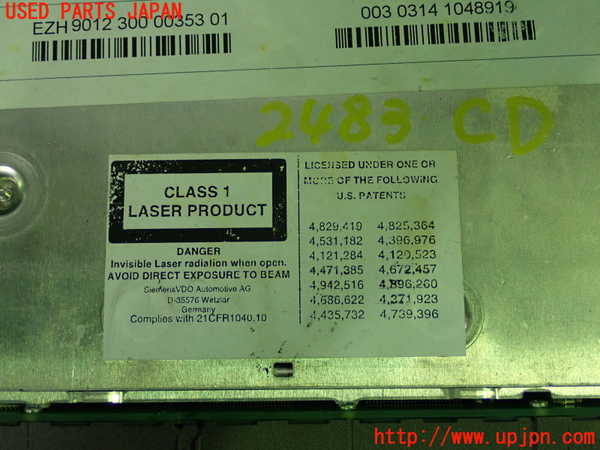 USED PARTS JAPAN
EZH 9012 300 00353 01
003 0314 1048919
2483 CD
CLASS 1
LASER PRODUCT
DANGER
Invisible Laser radiation when open.
AVOID DIRECT EXPOSURE TO BEAM
SiemensVDO Automotive AG
D-35576 Wetzlar
Germany
Complies with 21CFR1040.10
LICENSED UNDER ONE OR
MORE OF THE FOLLOWING
U.S. PATENTS
4,829,419 4,825,364
4,531,182 4,396,976
4,121,284 4,120,523
4,471,385 4,672,457
4,942,516 4,896,260
4,686,622 4,371,923
4,435,732 4,739,396
http://www.upjpn.com